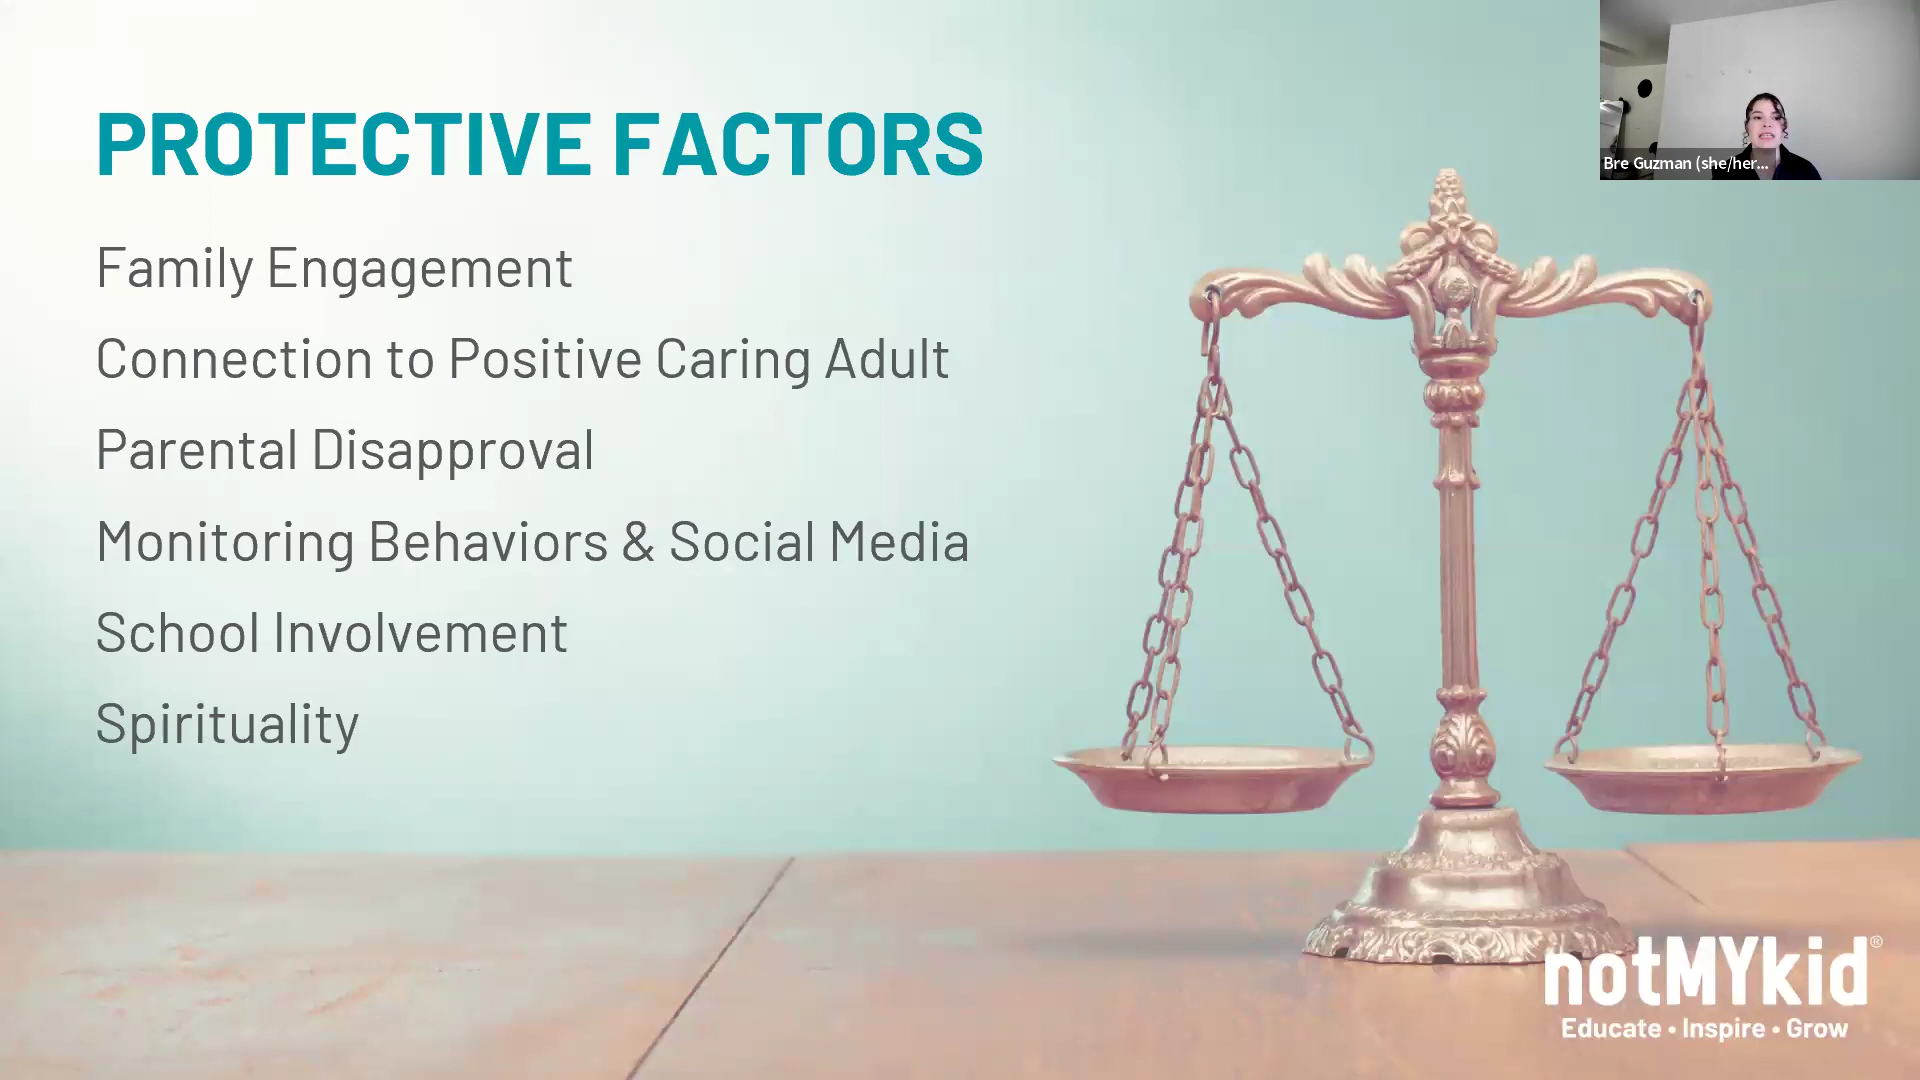 PROTECTIVE FACTORS
Family Engagement
Connection to Positive Caring Adult
Parental Disapproval
Monitoring Behaviors & Social Media
School Involvement
Spirituality
Bre Guzman (she/her...
notMYkid®
Educate • Inspire • Grow